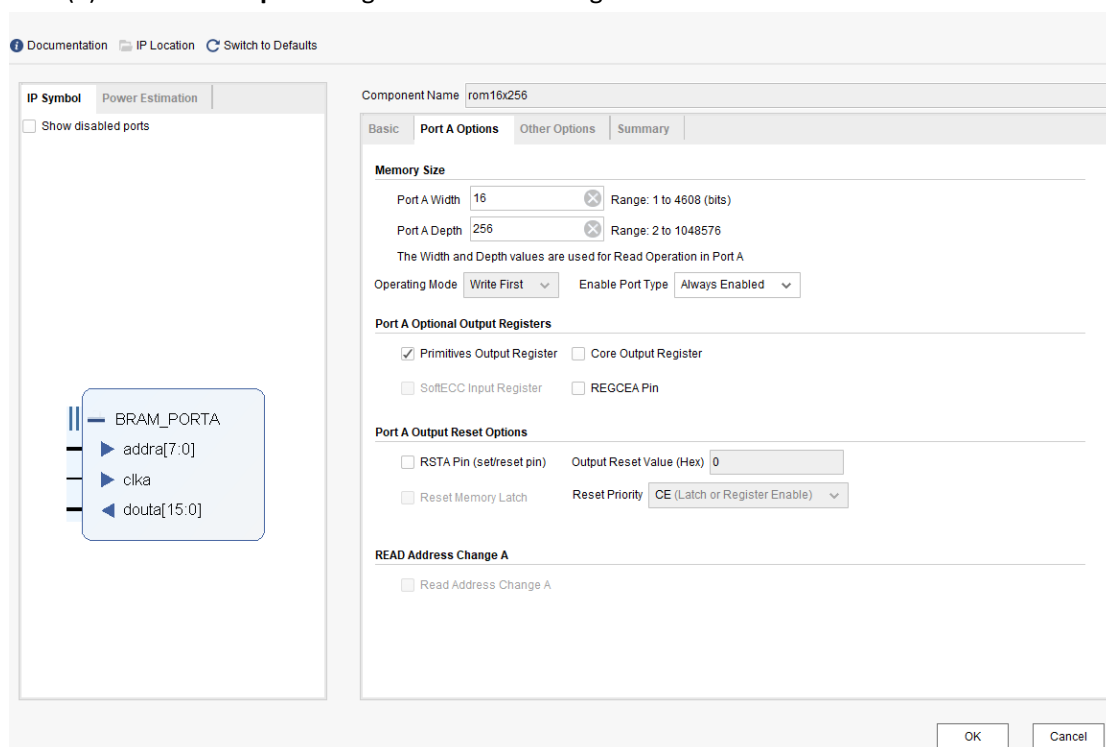 Documentation IP Location Switch to Defaults
IP Symbol Power Estimation
Show disabled ports
BRAM_PORTA
addra[7:0]
clka
douta[15:0]
Component Name rom16x256
Basic Port A Options Other Options Summary
Memory Size
Port A Width 16 Range: 1 to 4608 (bits)
Port A Depth 256 Range: 2 to 1048576
The Width and Depth values are used for Read Operation in Port A
Operating Mode Write First Enable Port Type Always Enabled
Port A Optional Output Registers
Primitives Output Register Core Output Register
SoftECC Input Register REGCEA Pin
Port A Output Reset Options
RSTA Pin (set/reset pin) Output Reset Value (Hex) 0
Reset Memory Latch Reset Priority CE (Latch or Register Enable)
READ Address Change A
Read Address Change A
OK Cancel